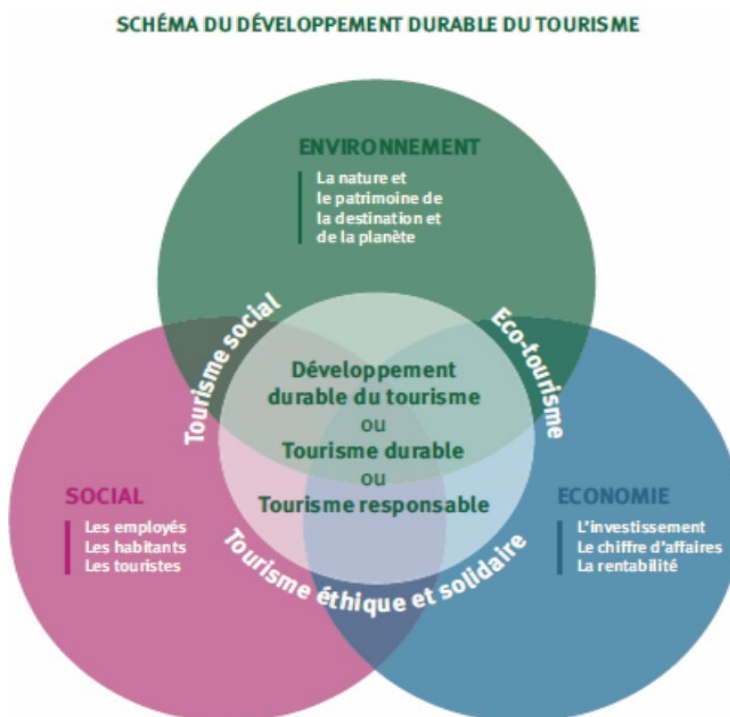 SCHÉMA DU DÉVELOPPEMENT DURABLE DU TOURISME
ENVIRONNEMENT
La nature et
le patrimoine de
la destination et
de la planète
Tourisme social
Eco-tourisme
Développement
durable du tourisme
ou
Tourisme durable
ou
Tourisme responsable
SOCIAL
Les employés
Les habitants
Les touristes
ECONOMIE
L'investissement
Le chiffre d'affaires
La rentabilité
Tourisme éthique et solidaire